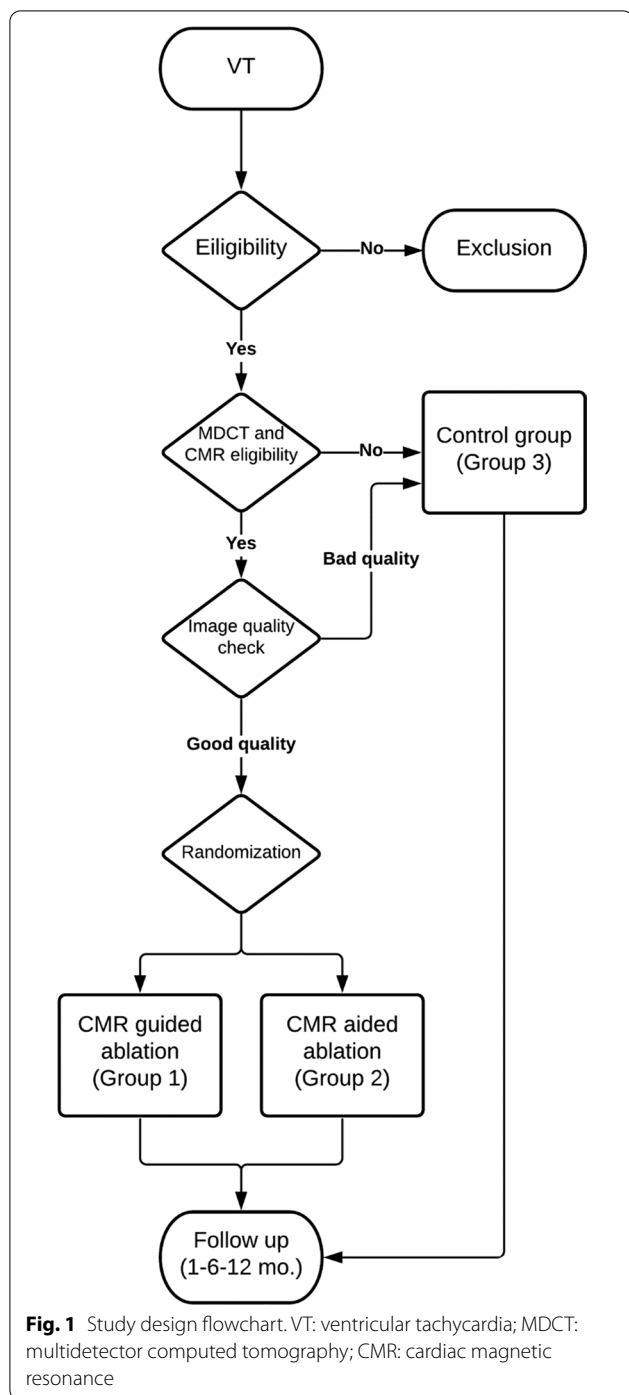 VT
Eiligibility
No
Exclusion
Yes
MDCT and
CMR eligibility
No
Control group
(Group 3)
Yes
Bad quality
Image quality
check
Good quality
Randomization
CMR guided
ablation
(Group 1)
CMR aided
ablation
(Group 2)
Follow up
(1-6-12 mo.)
Fig. 1 Study design flowchart. VT: ventricular tachycardia; MDCT:
multidetector computed tomography; CMR: cardiac magnetic
resonance